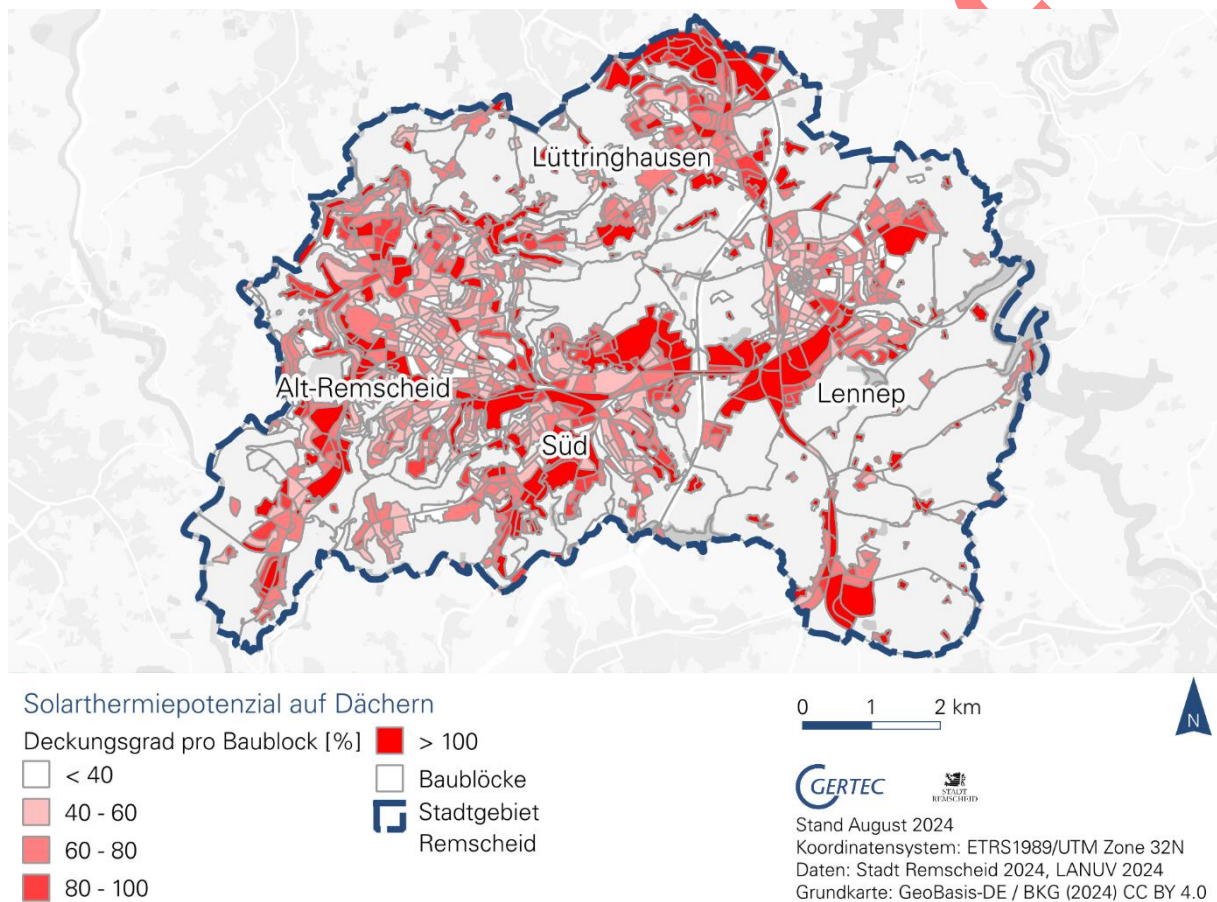 Lüttringhausen
Alt-Remscheid
Lennep
Süd
Solarthermiepotenzial auf Dächern
Deckungsgrad pro Baublock [%]
< 40
40 - 60
60 - 80
80 - 100
> 100
Baublöcke
Stadtgebiet
Remscheid
0 1 2 km
N
GERTEC
STADT
REMSCHEID
Stand August 2024
Koordinatensystem: ETRS1989/UTM Zone 32N
Daten: Stadt Remscheid 2024, LANUV 2024
Grundkarte: GeoBasis-DE / BKG (2024) CC BY 4.0